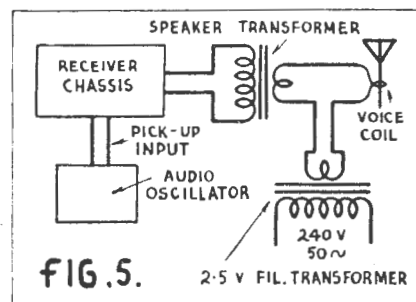 SPEAKER TRANSFORMER
RECEIVER
CHASSIS
PICK-UP
INPUT
VOICE
COIL
AUDIO
OSCILLATOR
240 V
50~
FIG.5.
2·5 V FIL. TRANSFORMER